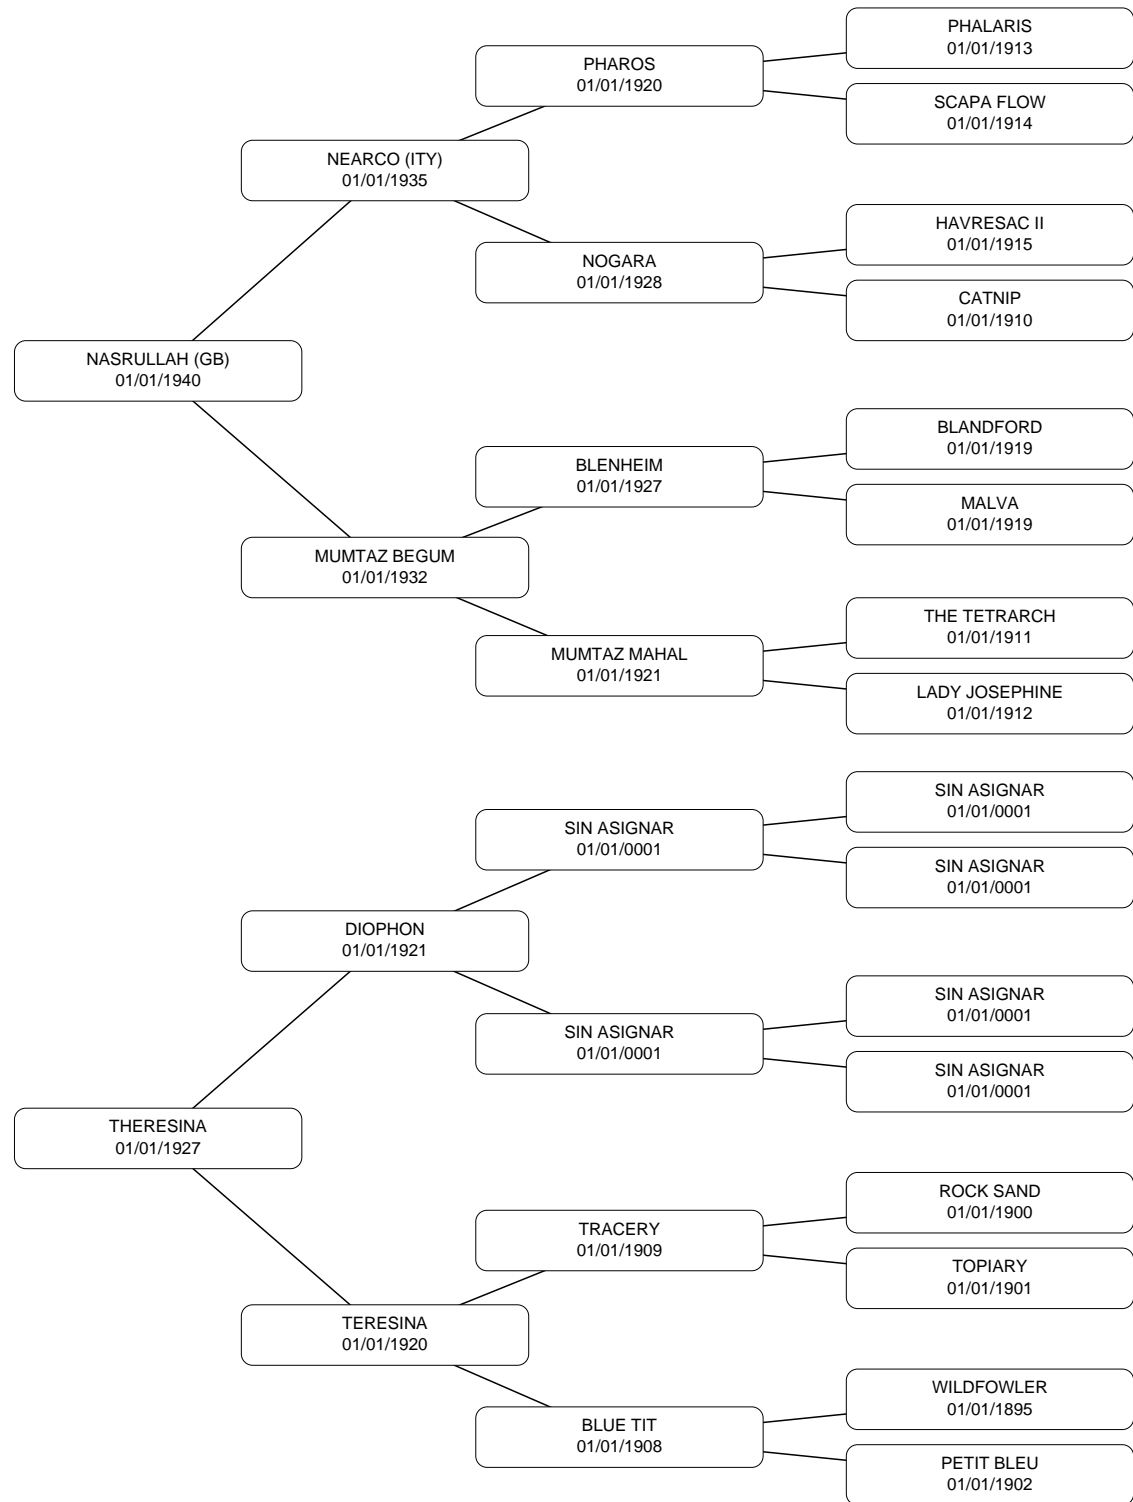 PHALARIS
01/01/1913
PHAROS
01/01/1920
SCAPA FLOW
01/01/1914
NEARCO (ITY)
01/01/1935
HAVRESAC II
01/01/1915
NOGARA
01/01/1928
CATNIP
01/01/1910
NASRULLAH (GB)
01/01/1940
BLANDFORD
01/01/1919
BLENHEIM
01/01/1927
MALVA
01/01/1919
MUMTAZ BEGUM
01/01/1932
THE TETRARCH
01/01/1911
MUMTAZ MAHAL
01/01/1921
LADY JOSEPHINE
01/01/1912
SIN ASIGNAR
01/01/0001
SIN ASIGNAR
01/01/0001
SIN ASIGNAR
01/01/0001
DIOPHON
01/01/1921
SIN ASIGNAR
01/01/0001
SIN ASIGNAR
01/01/0001
SIN ASIGNAR
01/01/0001
THERESINA
01/01/1927
ROCK SAND
01/01/1900
TRACERY
01/01/1909
TOPIARY
01/01/1901
TERESINA
01/01/1920
WILDFOWLER
01/01/1895
BLUE TIT
01/01/1908
PETIT BLEU
01/01/1902